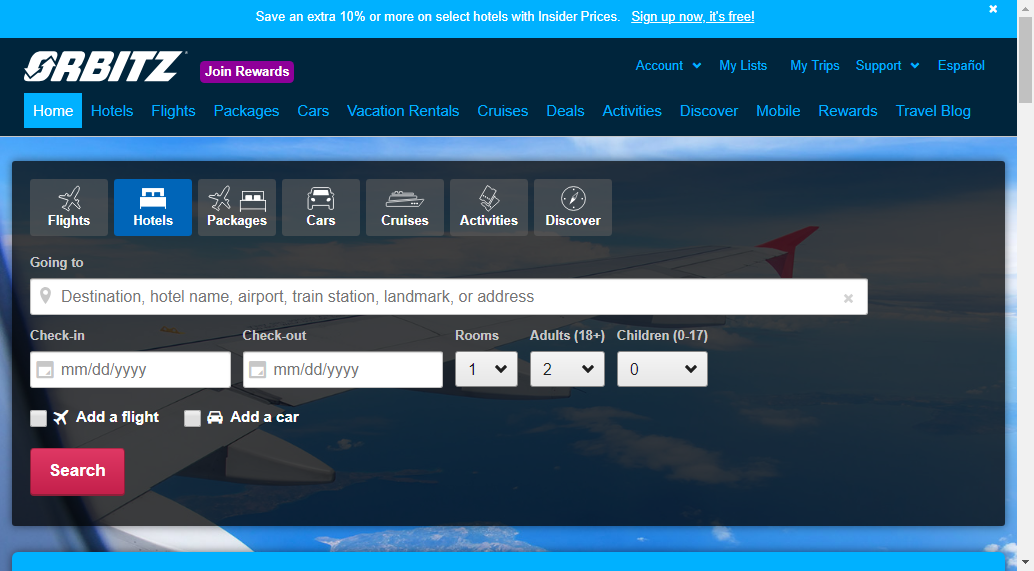 Save an extra 10% or more on select hotels with Insider Prices. Sign up now, it's free!
ORBITZ Join Rewards Account My Lists My Trips Support Español
Home Hotels Flights Packages Cars Vacation Rentals Cruises Deals Activities Discover Mobile Rewards Travel Blog
Flights Hotels Packages Cars Cruises Activities Discover
Going to
Destination, hotel name, airport, train station, landmark, or address
Check-in Check-out Rooms Adults (18+) Children (0-17)
mm/dd/yyyy mm/dd/yyyy 1 2 0
Add a flight Add a car
Search